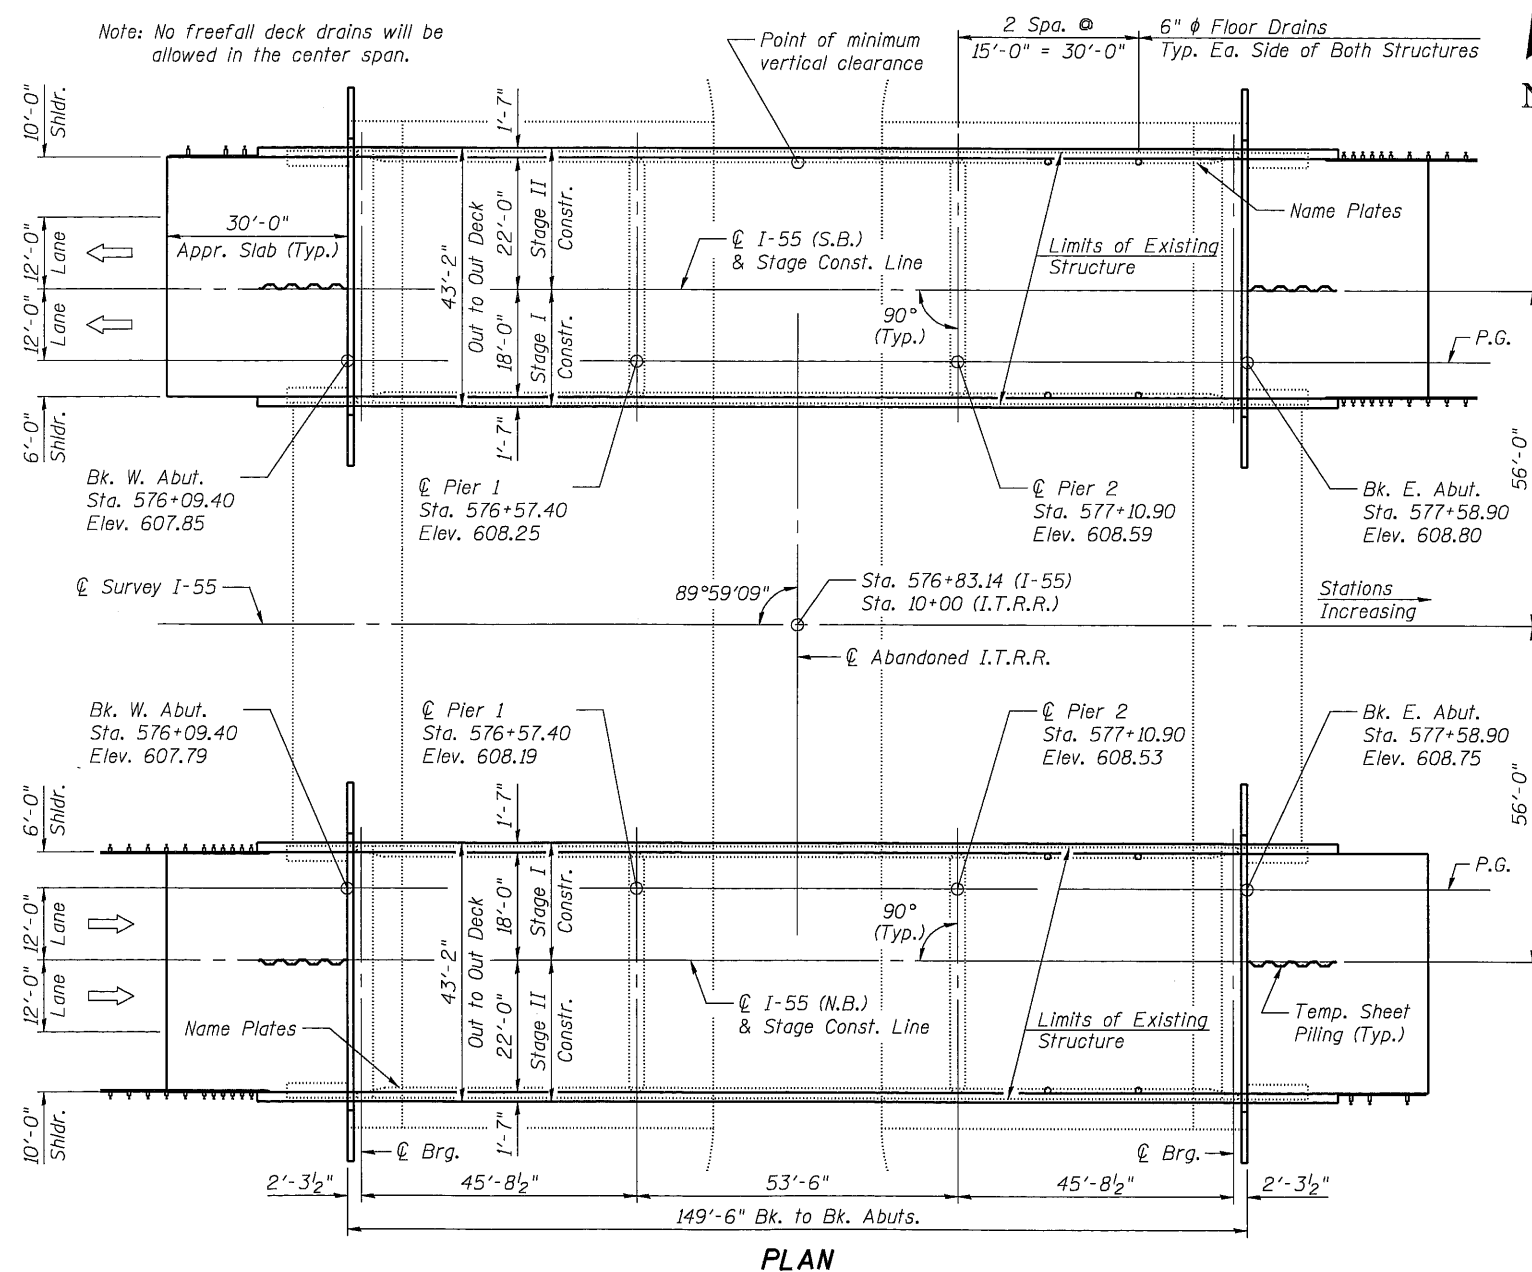 Note: No freefall deck drains will be
allowed in the center span.
Point of minimum
vertical clearance
2 Spa. @
15'-0" = 30'-0"
6" ϕ Floor Drains
Typ. Ea. Side of Both Structures
N
10'-0"
Shldr.
1'-7"
30'-0"
Appr. Slab (Typ.)
12'-0"
Lane
12'-0"
Lane
6'-0"
Shldr.
43'-2"
Out to Out Deck
22'-0"
Stage II
Constr.
18'-0"
Stage I
Constr.
1'-7"
℄ I-55 (S.B.)
& Stage Const. Line
90°
(Typ.)
Limits of Existing
Structure
Name Plates
P.G.
56'-0"
Bk. W. Abut.
Sta. 576+09.40
Elev. 607.85
℄ Pier 1
Sta. 576+57.40
Elev. 608.25
℄ Pier 2
Sta. 577+10.90
Elev. 608.59
Bk. E. Abut.
Sta. 577+58.90
Elev. 608.80
℄ Survey I-55
89°59'09"
Sta. 576+83.14 (I-55)
Sta. 10+00 (I.T.R.R.)
Stations
Increasing
℄ Abandoned I.T.R.R.
Bk. W. Abut.
Sta. 576+09.40
Elev. 607.79
℄ Pier 1
Sta. 576+57.40
Elev. 608.19
℄ Pier 2
Sta. 577+10.90
Elev. 608.53
Bk. E. Abut.
Sta. 577+58.90
Elev. 608.75
56'-0"
6'-0"
Shldr.
1'-7"
12'-0"
Lane
12'-0"
Lane
10'-0"
Shldr.
43'-2"
Out to Out Deck
18'-0"
Stage I
Constr.
22'-0"
Stage II
Constr.
1'-7"
90°
(Typ.)
P.G.
℄ I-55 (N.B.)
& Stage Const. Line
Name Plates
Limits of Existing
Structure
Temp. Sheet
Piling (Typ.)
℄ Brg.
℄ Brg.
2'-3½"
45'-8½"
53'-6"
45'-8½"
2'-3½"
149'-6" Bk. to Bk. Abuts.
PLAN